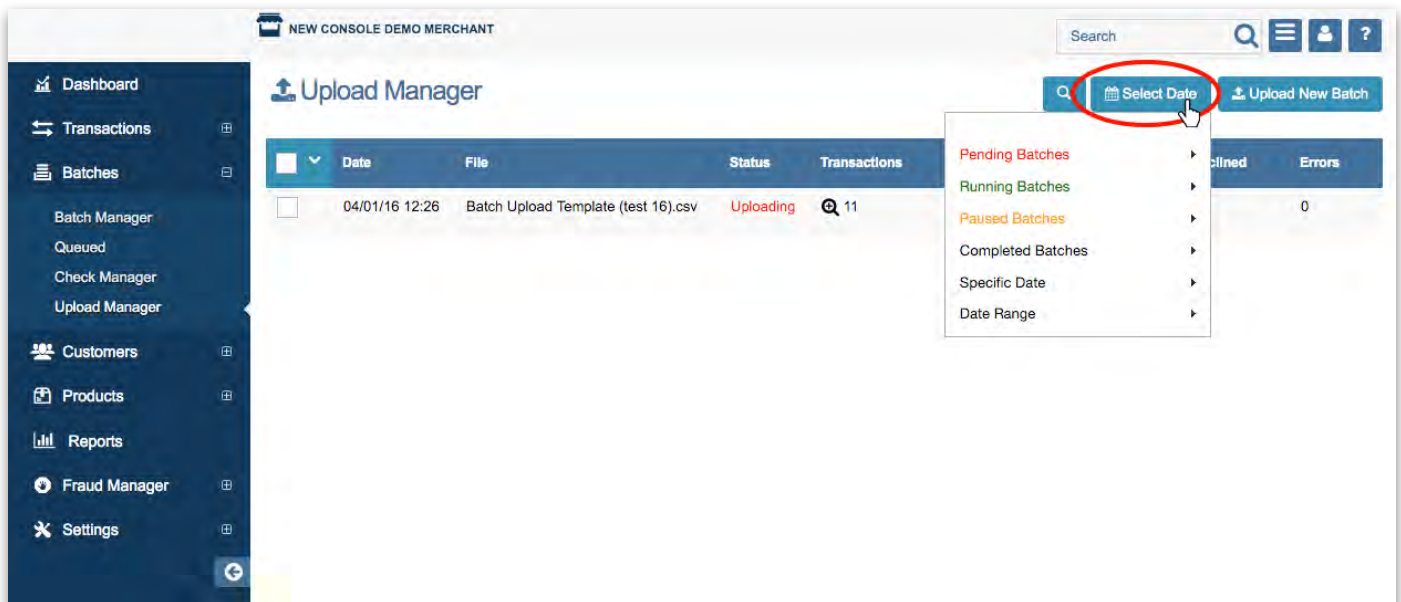 NEW CONSOLE DEMO MERCHANT
Search
?
Dashboard
Transactions
Batches
Batch Manager
Queued
Check Manager
Upload Manager
Customers
Products
Reports
Fraud Manager
Settings
Upload Manager
Select Date
Upload New Batch
Date File Status Transactions Errors
04/01/16 12:26 Batch Upload Template (test 16).csv Uploading 11 0
Pending Batches
Running Batches
Paused Batches
Completed Batches
Specific Date
Date Range